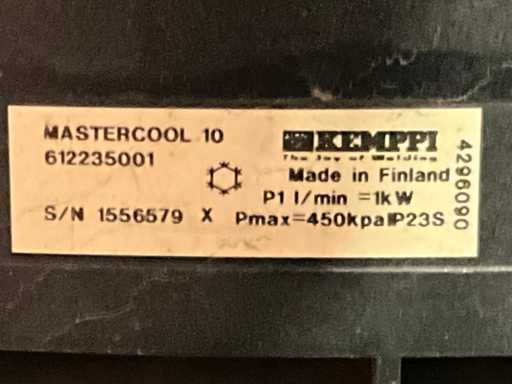 MASTERCOOL 10
612235001
S/N 1556579 X
KEMPPI
The Joy of Welding
Made in Finland
P1 l/min =1kW
Pmax=450kpa IP23S
4296090